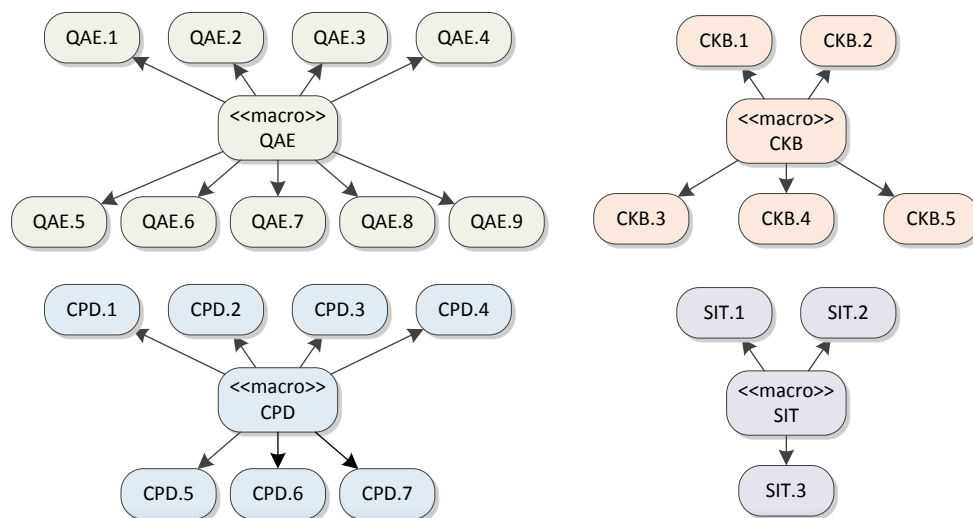 QAE.1
QAE.2
QAE.3
QAE.4
<<macro>>
QAE
QAE.5
QAE.6
QAE.7
QAE.8
QAE.9
CKB.1
CKB.2
<<macro>>
CKB
CKB.3
CKB.4
CKB.5
CPD.1
CPD.2
CPD.3
CPD.4
<<macro>>
CPD
CPD.5
CPD.6
CPD.7
SIT.1
SIT.2
<<macro>>
SIT
SIT.3